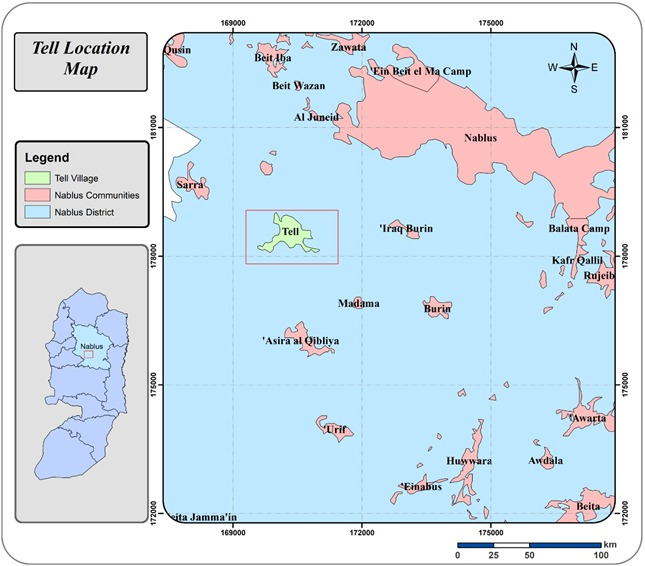 Tell Location
Map
Legend
Tell Village
Nablus Communities
Nablus District
Nablus
169000
172000
175000
Qusin
Zawata
Beit Iba
'Ein Beit el Ma Camp
N
W
E
S
Beit Wazan
Al Juneid
181000
181000
Nablus
Sarra
Tell
'Iraq Burin
Balata Camp
178000
178000
Kafr Qallil
Rujeib
Madama
Burin
'Asira al Qibliya
175000
175000
'Awarta
'Urif
Huwwara
Awdala
'Einabus
Beita
172000
172000
eita Jamma'in
169000
172000
175000
km
0
25
50
100